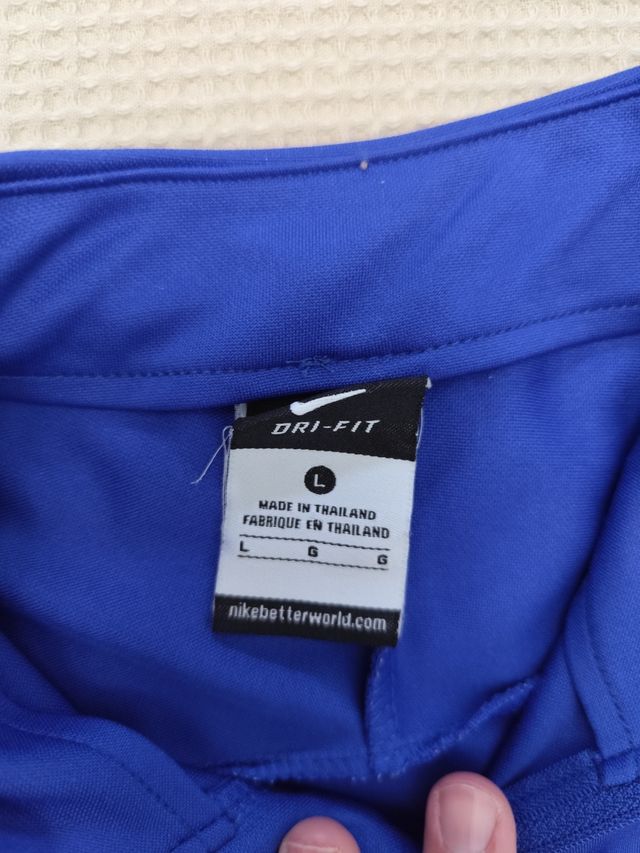 DRI-FIT
L
MADE IN THAILAND
FABRIQUE EN THAILAND
L G G
nikebetterworld.com